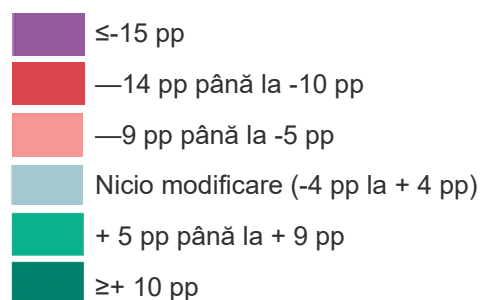 ≤-15 pp
—14 pp până la -10 pp
—9 pp până la -5 pp
Nicio modificare (-4 pp la + 4 pp)
+ 5 pp până la + 9 pp
≥+ 10 pp